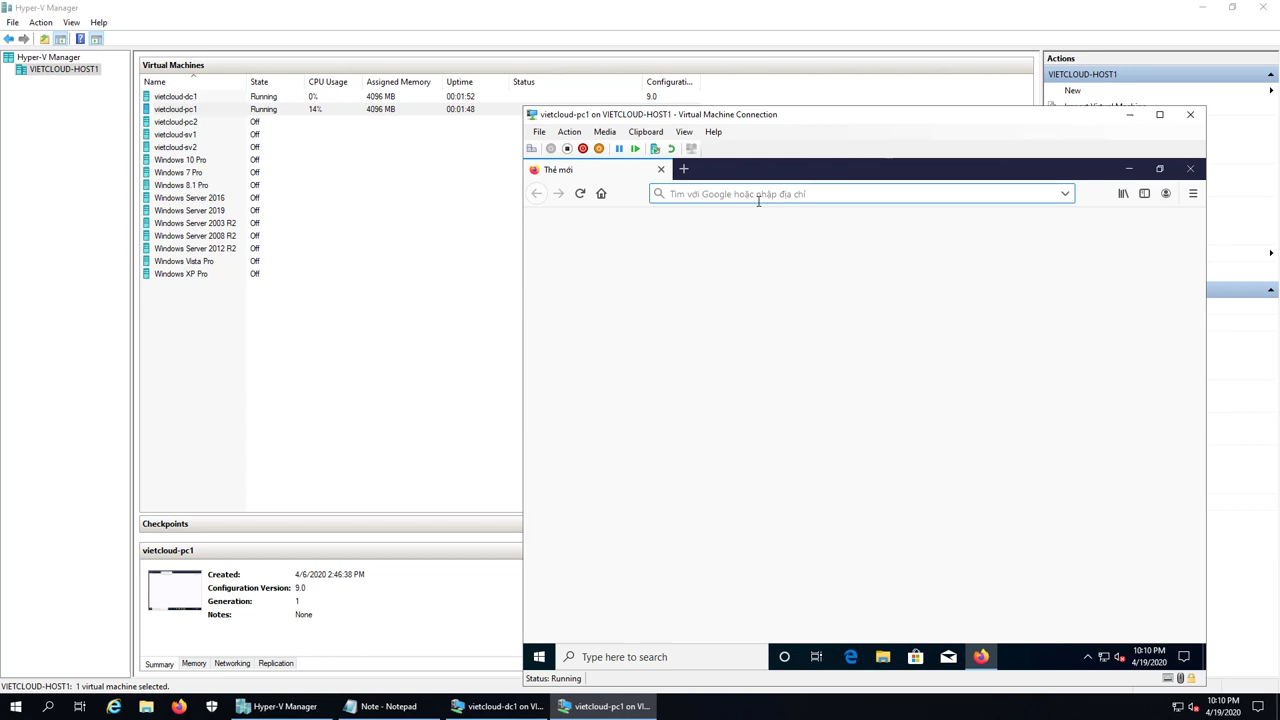 Hyper-V Manager
File Action View Help
Hyper-V Manager
VIETCLOUD-HOST1
Virtual Machines
Name State CPU Usage Assigned Memory Uptime Status Configurati...
vietcloud-dc1 Running 0% 4096 MB 00:01:52 9.0
vietcloud-pc1 Running 14% 4096 MB 00:01:48
vietcloud-pc2 Off
vietcloud-sv1 Off
vietcloud-sv2 Off
Windows 10 Pro Off
Windows 7 Pro Off
Windows 8.1 Pro Off
Windows Server 2016 Off
Windows Server 2019 Off
Windows Server 2003 R2 Off
Windows Server 2008 R2 Off
Windows Server 2012 R2 Off
Windows Vista Pro Off
Windows XP Pro Off
Checkpoints
vietcloud-pc1
Created: 4/6/2020 2:46:38 PM
Configuration Version: 9.0
Generation: 1
Notes: None
Summary Memory Networking Replication
VIETCLOUD-HOST1: 1 virtual machine selected.
Actions
VIETCLOUD-HOST1
New
vietcloud-pc1 on VIETCLOUD-HOST1 - Virtual Machine Connection
File Action Media Clipboard View Help
Thẻ mới
Tìm với Google hoặc nhập địa chỉ
Type here to search
10:10 PM
4/19/2020
Status: Running
Hyper-V Manager
Note - Notepad
vietcloud-dc1 on VI...
vietcloud-pc1 on VI...
10:10 PM
4/19/2020